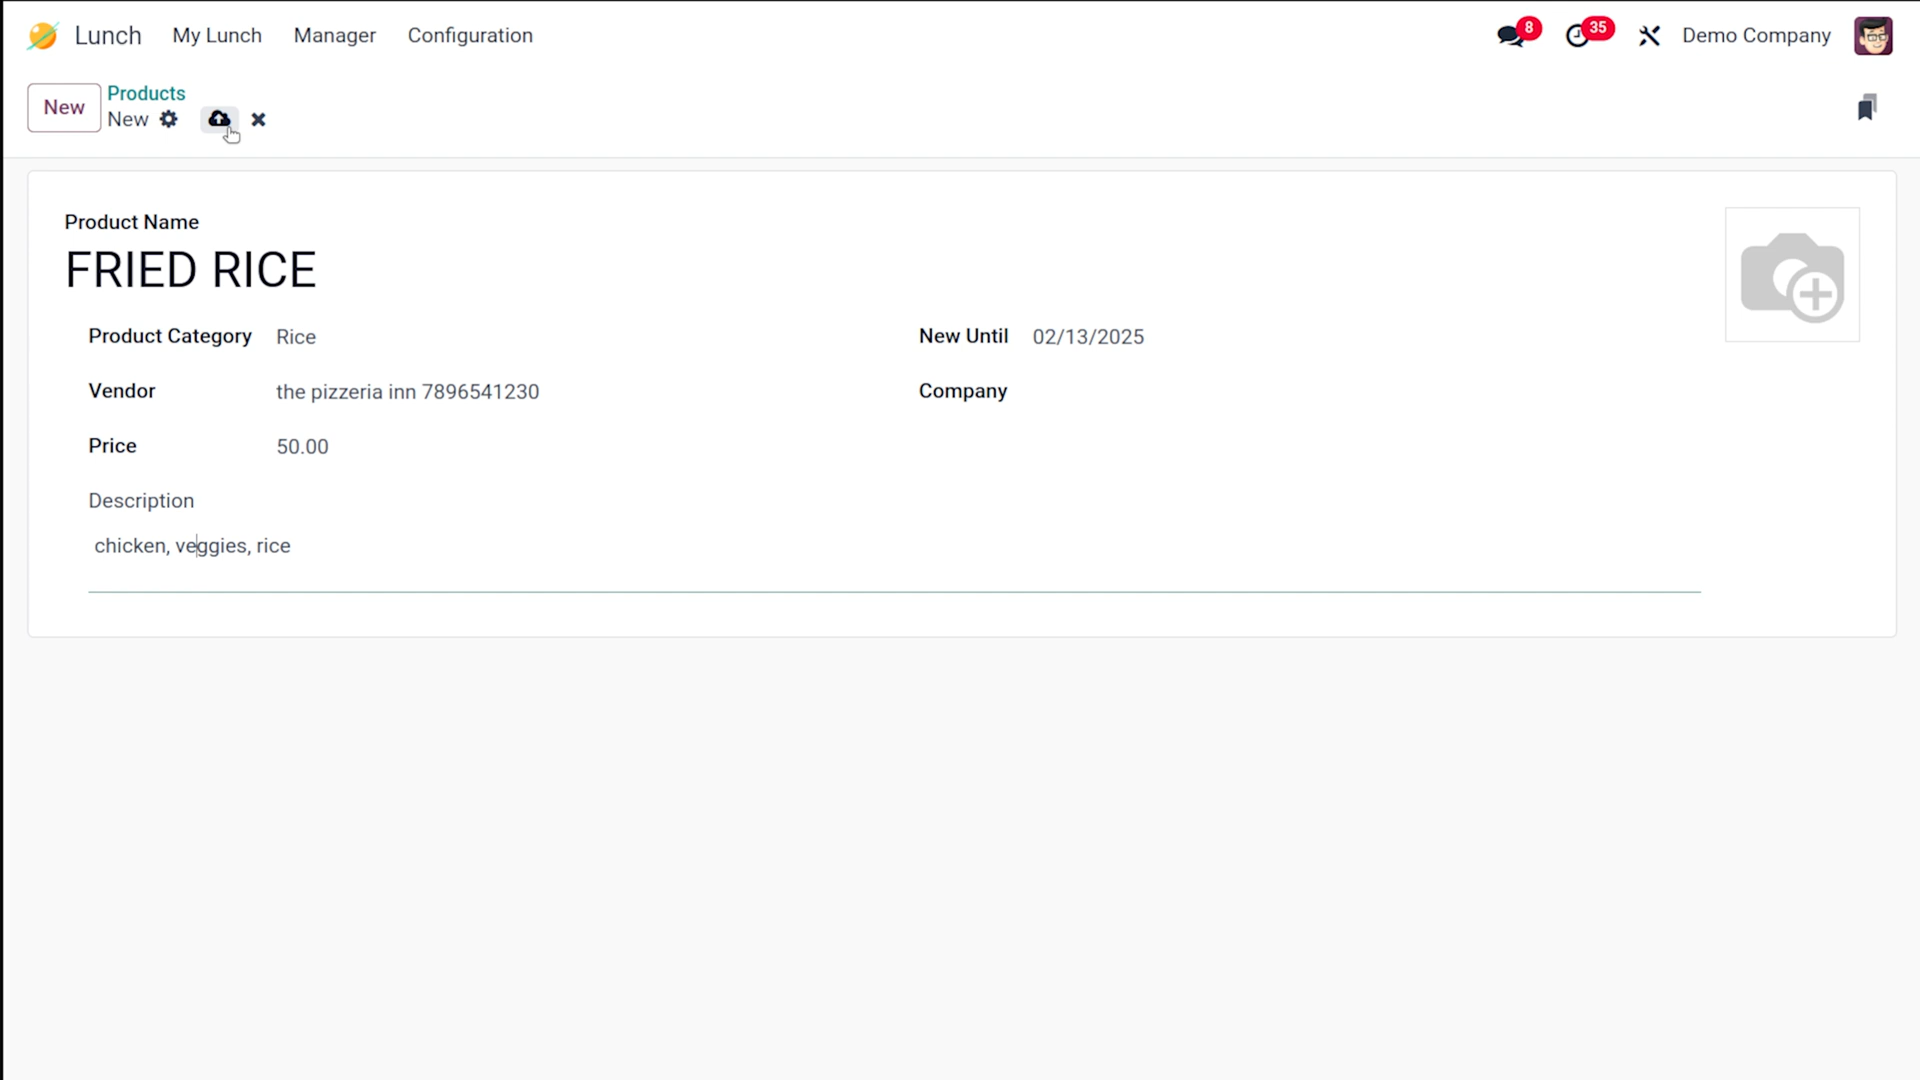 Lunch My Lunch Manager Configuration 8 35 Demo Company
New Products
New
Product Name
FRIED RICE
Product Category Rice New Until 02/13/2025
Vendor the pizzeria inn 7896541230 Company
Price 50.00
Description
chicken, veggies, rice